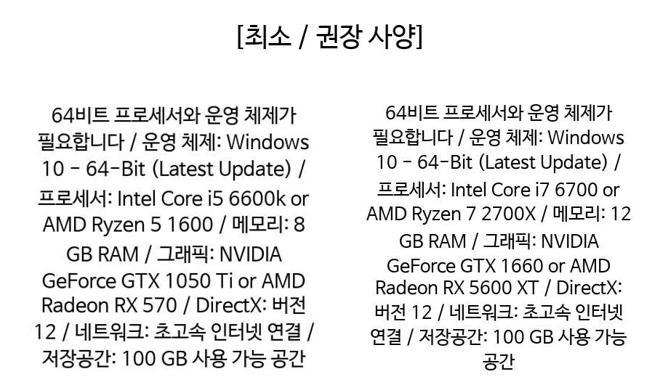 [최소 / 권장 사양]
64비트 프로세서와 운영 체제가
필요합니다 / 운영 체제: Windows
10 - 64-Bit (Latest Update) /
프로세서: Intel Core i5 6600k or
AMD Ryzen 5 1600 / 메모리: 8
GB RAM / 그래픽: NVIDIA
GeForce GTX 1050 Ti or AMD
Radeon RX 570 / DirectX: 버전
12 / 네트워크: 초고속 인터넷 연결 /
저장공간: 100 GB 사용 가능 공간
64비트 프로세서와 운영 체제가
필요합니다 / 운영 체제: Windows
10 - 64-Bit (Latest Update) /
프로세서: Intel Core i7 6700 or
AMD Ryzen 7 2700X / 메모리: 12
GB RAM / 그래픽: NVIDIA
GeForce GTX 1660 or AMD
Radeon RX 5600 XT / DirectX:
버전 12 / 네트워크: 초고속 인터넷
연결 / 저장공간: 100 GB 사용 가능
공간